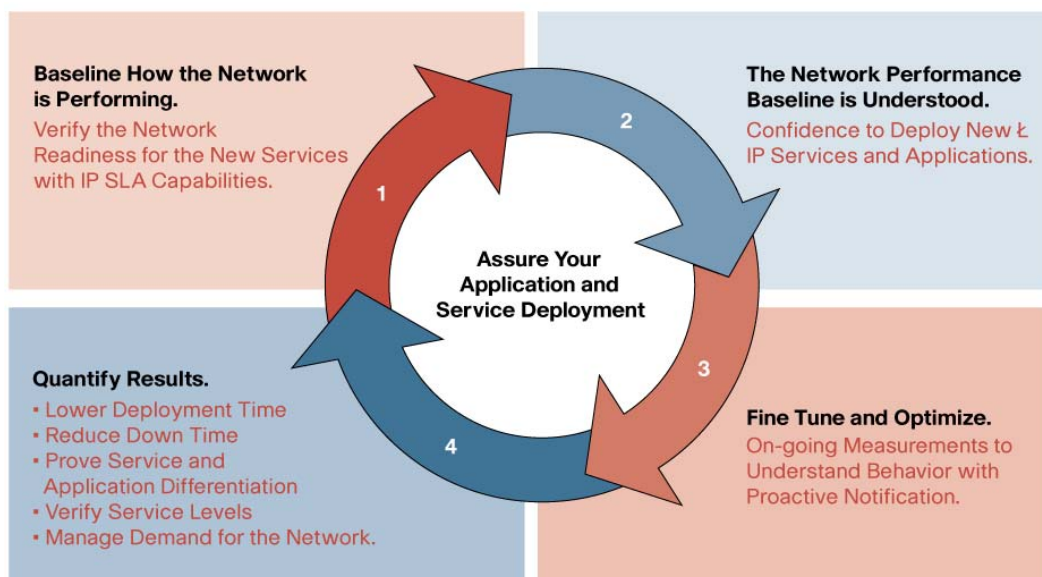 Baseline How the Network
is Performing.
Verify the Network
Readiness for the New Services
with IP SLA Capabilities.
1
2
The Network Performance
Baseline is Understood.
Confidence to Deploy New Ł
IP Services and Applications.
Assure Your
Application and
Service Deployment
Quantify Results.
• Lower Deployment Time
• Reduce Down Time
• Prove Service and
Application Differentiation
• Verify Service Levels
• Manage Demand for the Network.
4
3
Fine Tune and Optimize.
On-going Measurements to
Understand Behavior with
Proactive Notification.